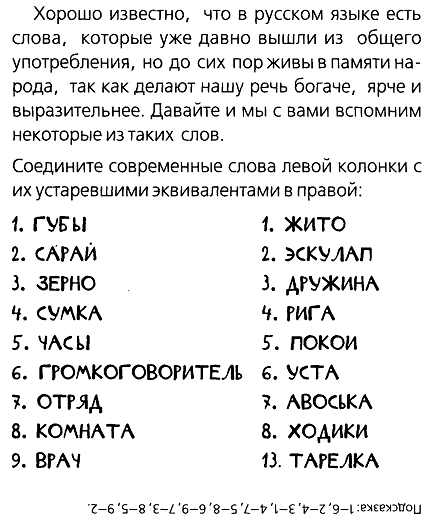 Хорошо известно, что в русском языке есть
слова, которые уже давно вышли из общего
употребления, но до сих пор живы в памяти на-
рода, так как делают нашу речь богаче, ярче и
выразительнее. Давайте и мы с вами вспомним
некоторые из таких слов.
Соедините современные слова левой колонки с
их устаревшими эквивалентами в правой:
1. ГУБЫ
2. САРАЙ
3. ЗЕРНО
4. СУМКА
5. ЧАСЫ
6. ГРОМКОГОВОРИТЕЛЬ
7. ОТРЯД
8. КОМНАТА
9. ВРАЧ
1. ЖИТО
2. ЭСКУЛАП
3. ДРУЖИНА
4. РИГА
5. ПОКОИ
6. УСТА
7. АВОСЬКА
8. ХОДИКИ
13. ТАРЕЛКА
Подсказка: 1–6, 2–4, 3–1, 4–7, 5–8, 6–9, 7–3, 8–5, 9–2.